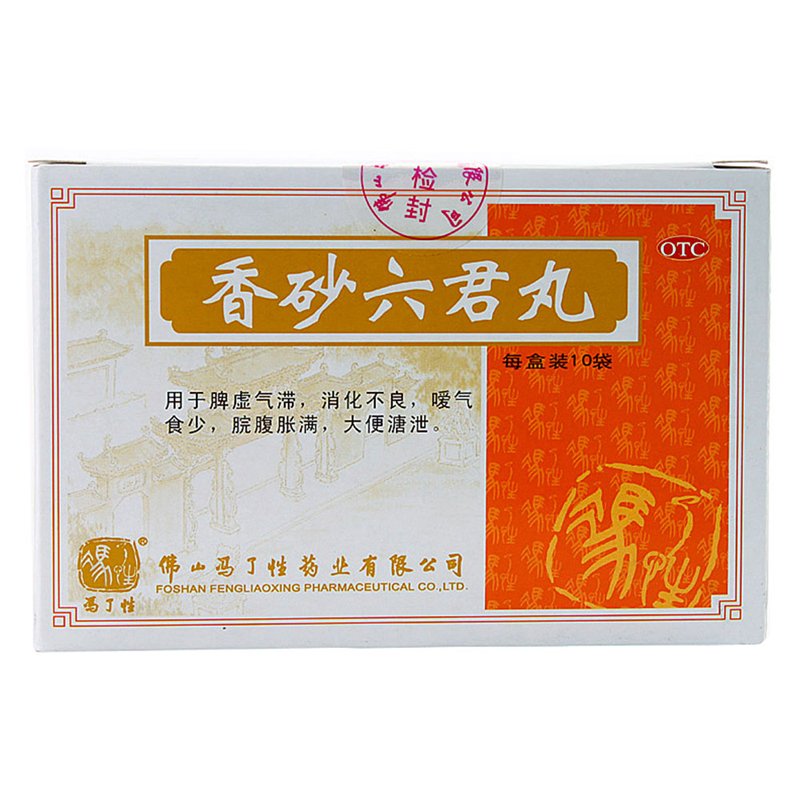 检
封
OTC
香砂六君丸
每盒装10袋
用于脾虚气滞，消化不良，嗳气
食少，脘腹胀满，大便溏泄。
®
冯了性
佛山冯了性药业有限公司
FOSHAN FENGLIAOXING PHARMACEUTICAL CO.,LTD.